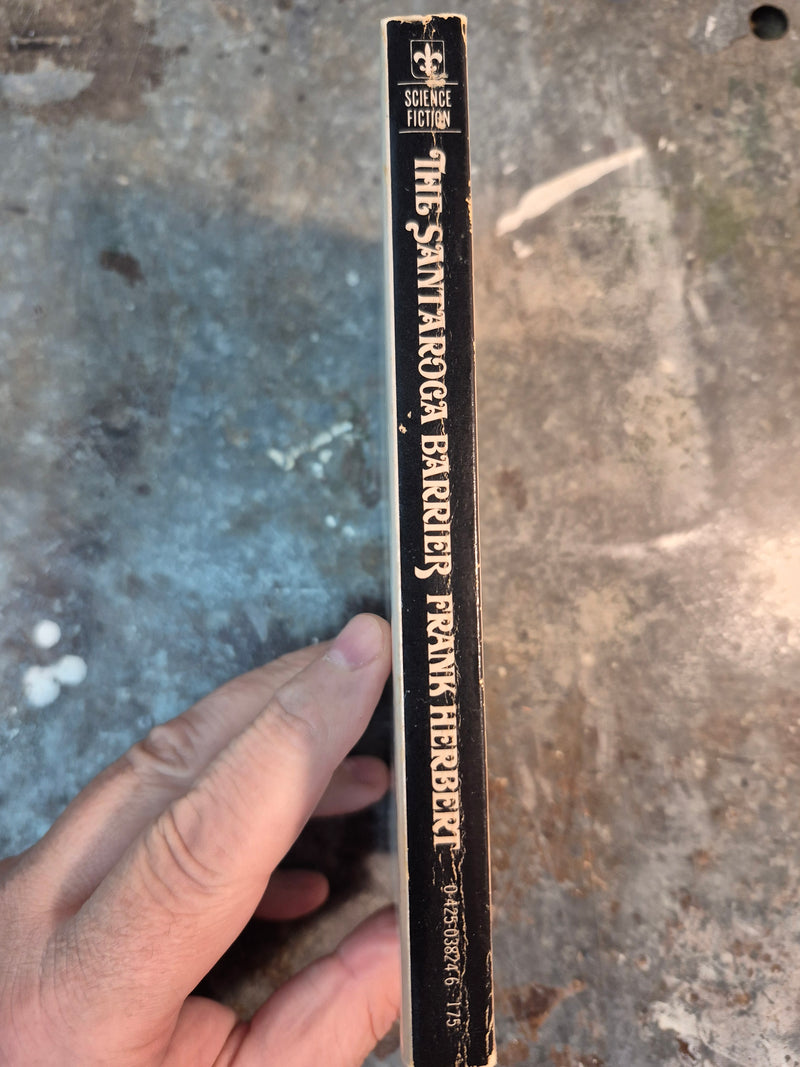 SCIENCE
FICTION
THE SANTAROGA BARRIER FRANK HERBERT 0-425-03824-6 175